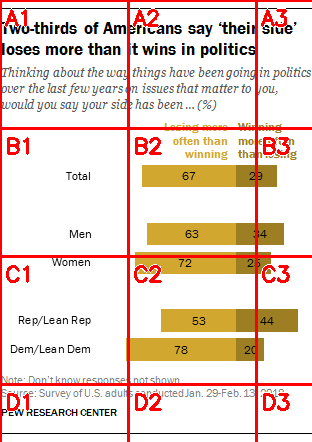 A1 A2 A3
Two-thirds of Americans say ‘their side’
loses more than it wins in politics
Thinking about the way things have been going in politics
over the last few years on issues that matter to you,
would you say your side has been ... (%)
B1 B2 B3
Losing more often than winning
Winning more often than losing
Total 67 29
Men 63 34
Women 72 25
C1 C2 C3
Rep/Lean Rep 53 44
Dem/Lean Dem 78 20
Note: Don't know responses not shown.
Source: Survey of U.S. adults conducted Jan. 29-Feb. 13, 2019.
D1 D2 D3
PEW RESEARCH CENTER